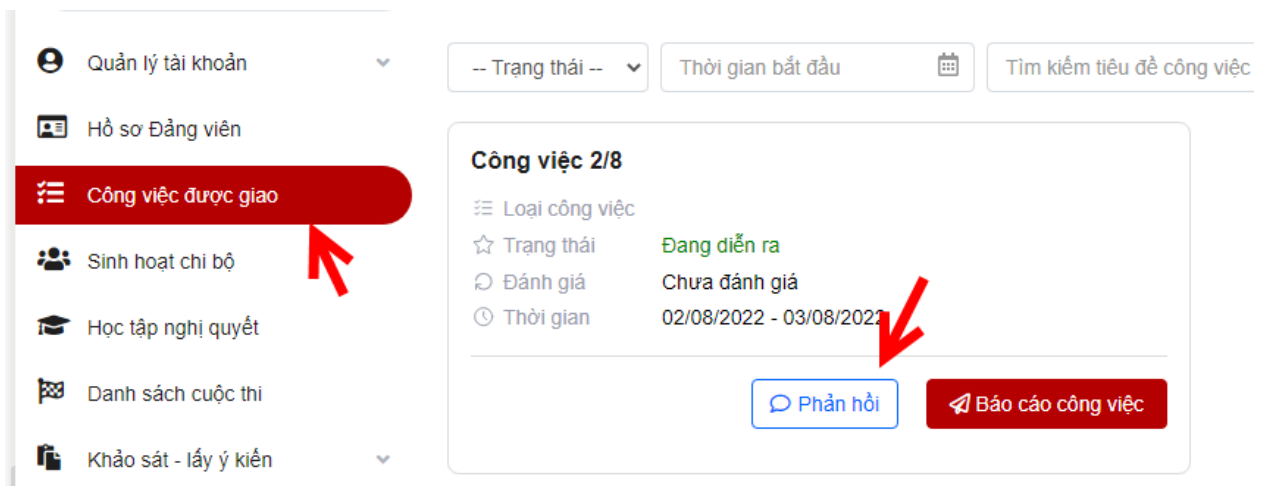 Quản lý tài khoản
Hồ sơ Đảng viên
Công việc được giao
Sinh hoạt chi bộ
Học tập nghị quyết
Danh sách cuộc thi
Khảo sát - lấy ý kiến
-- Trạng thái --
Thời gian bắt đầu
Tìm kiếm tiêu đề công việc
Công việc 2/8
Loại công việc
Trạng thái Đang diễn ra
Đánh giá Chưa đánh giá
Thời gian 02/08/2022 - 03/08/2022
Phản hồi
Báo cáo công việc